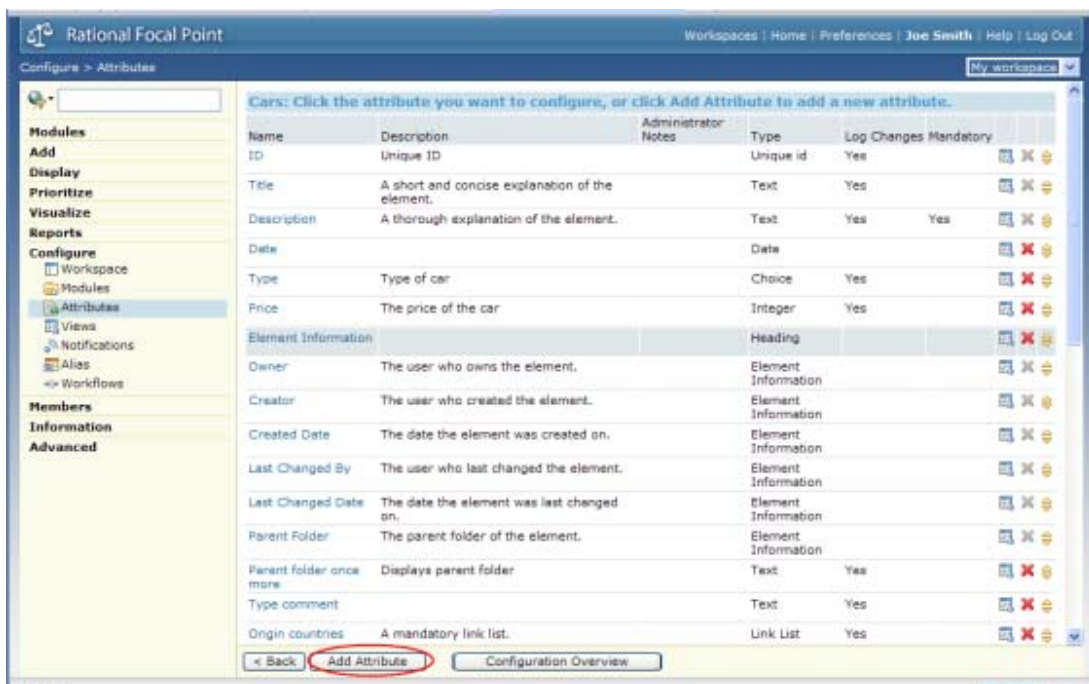 Rational Focal Point
Workspaces | Home | Preferences | Joe Smith | Help | Log Out
Configure > Attributes
My workspace
Modules
Add
Display
Prioritize
Visualize
Reports
Configure
Workspace
Modules
Attributes
Views
Notifications
Alias
Workflows
Members
Information
Advanced
Cars: Click the attribute you want to configure, or click Add Attribute to add a new attribute.
Name Description Administrator Notes Type Log Changes Mandatory
ID Unique ID Unique id Yes
Title A short and concise explanation of the element. Text Yes
Description A thorough explanation of the element. Text Yes Yes
Date Date
Type Type of car Choice Yes
Price The price of the car Integer Yes
Element Information Heading
Owner The user who owns the element. Element Information
Creator The user who created the element. Element Information
Created Date The date the element was created on. Element Information
Last Changed By The user who last changed the element. Element Information
Last Changed Date The date the element was last changed on. Element Information
Parent Folder The parent folder of the element. Element Information
Parent folder once more Displays parent folder Text Yes
Type comment Text Yes
Origin countries A mandatory link list. Link List Yes
< Back Add Attribute Configuration Overview